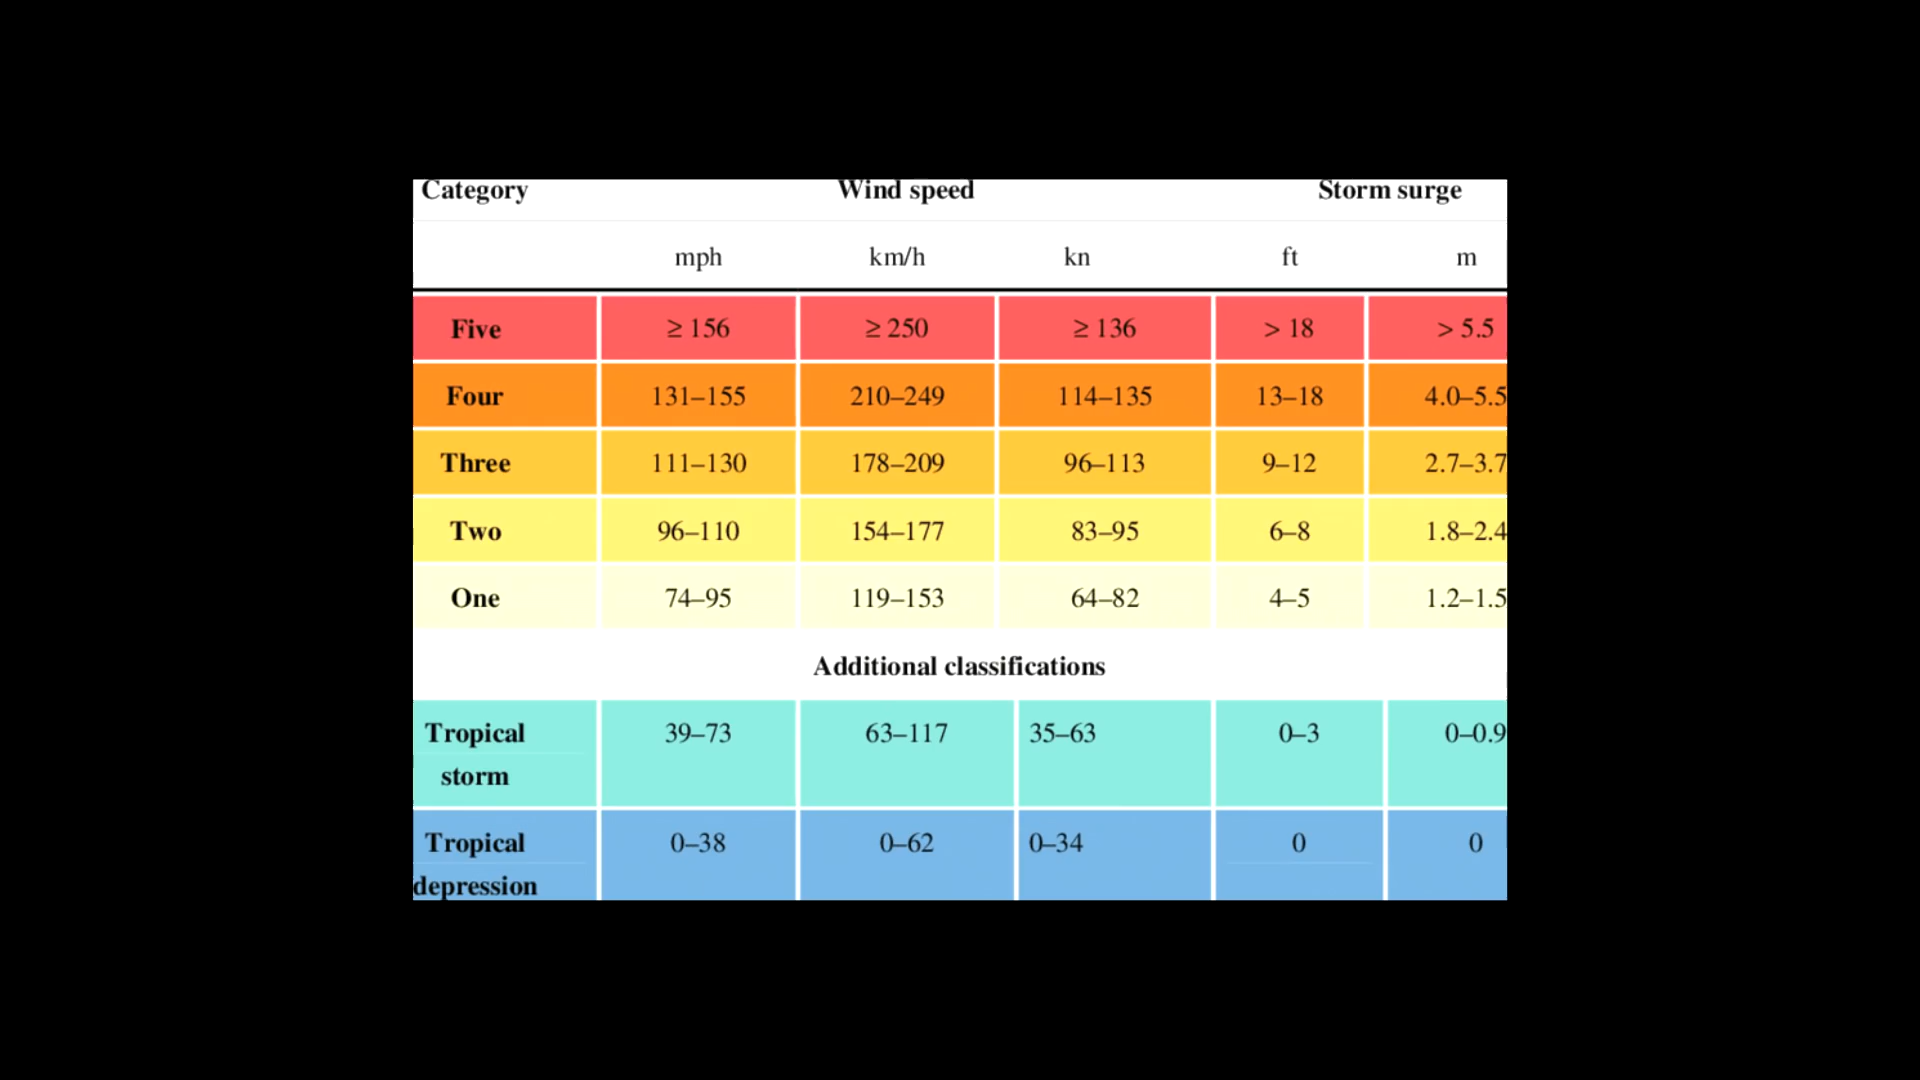 Category Wind speed Storm surge
mph km/h kn ft m
Five ≥ 156 ≥ 250 ≥ 136 > 18 > 5.5
Four 131–155 210–249 114–135 13–18 4.0–5.5
Three 111–130 178–209 96–113 9–12 2.7–3.7
Two 96–110 154–177 83–95 6–8 1.8–2.4
One 74–95 119–153 64–82 4–5 1.2–1.5
Additional classifications
Tropical 39–73 63–117 35–63 0–3 0–0.9
storm
Tropical 0–38 0–62 0–34 0 0
depression